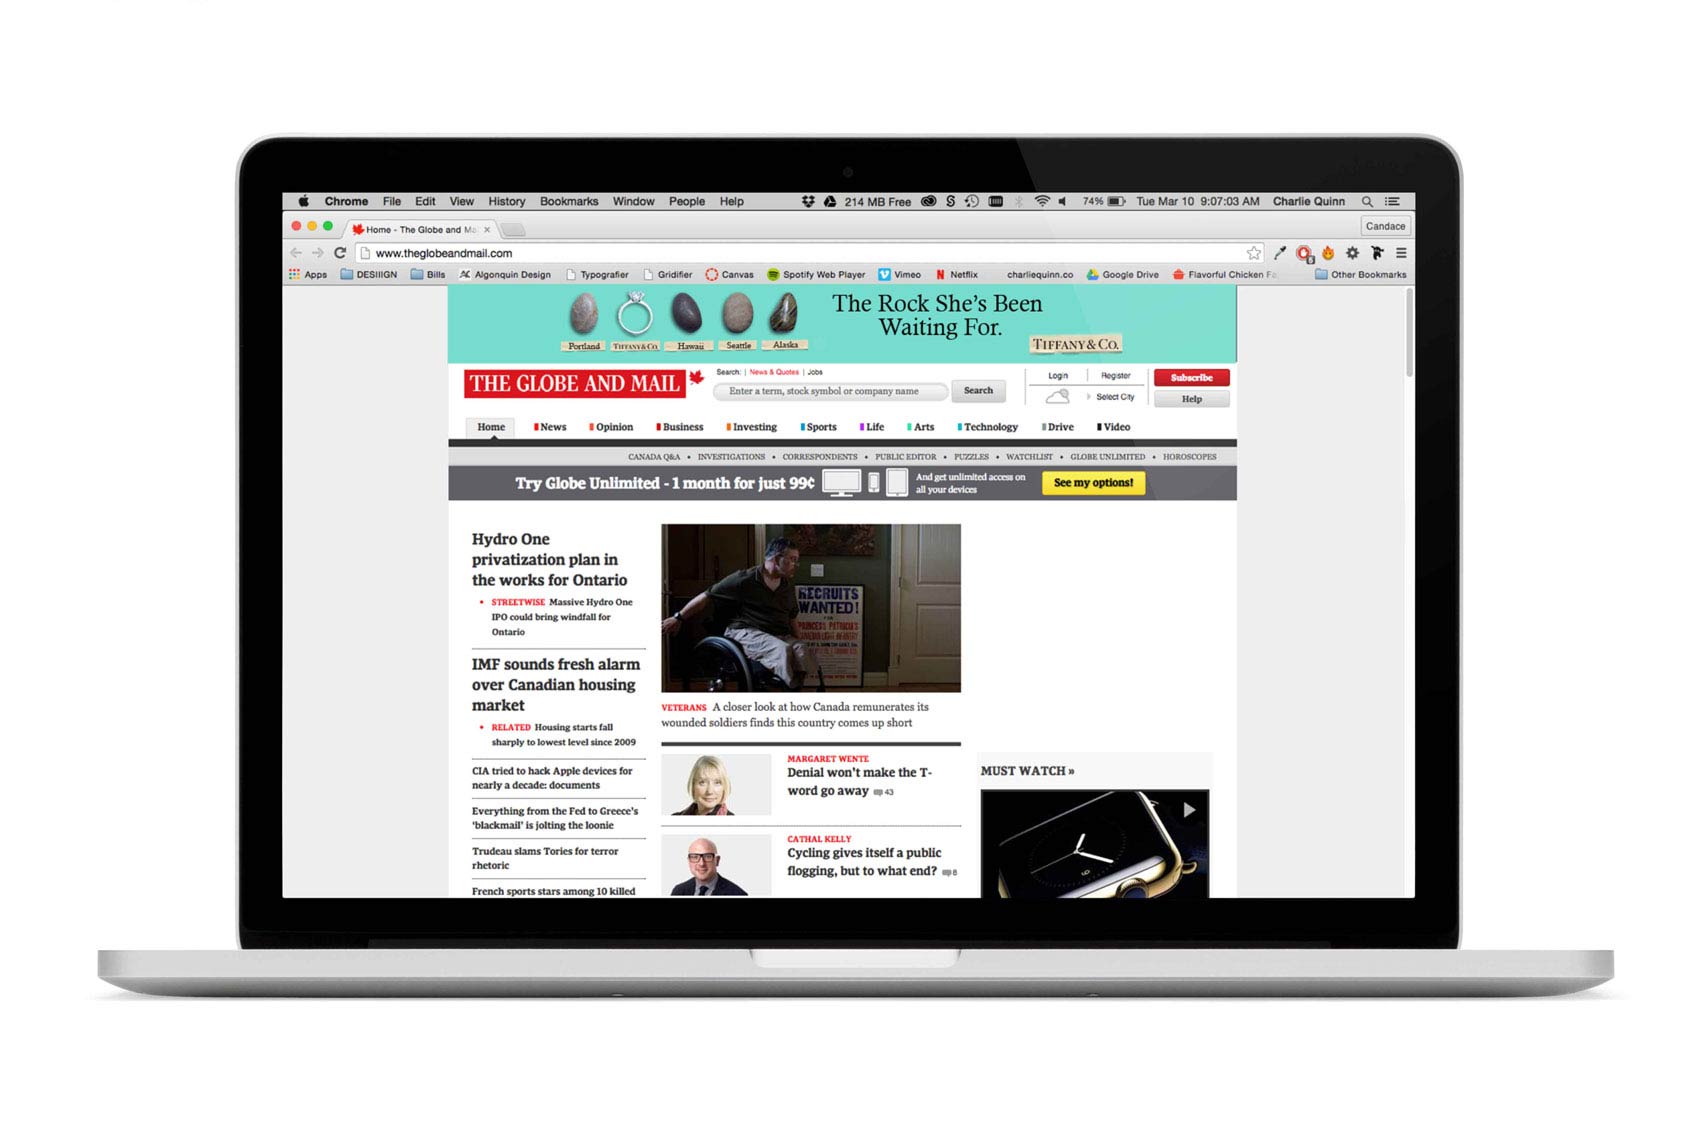 Chrome File Edit View History Bookmarks Window People Help 214 MB Free 74% Tue Mar 10 9:07:03 AM Charlie Quinn
Home - The Globe and Ma
Candace
www.theglobeandmail.com
Apps DESIIIGN Bills Algonquin Design Typografier Gridifier Canvas Spotify Web Player Vimeo Netflix charliequinn.co Google Drive Flavorful Chicken Fa Other Bookmarks
The Rock She's Been
Waiting For.
Portland TIFFANY & CO. Hawaii Seattle Alaska
TIFFANY & CO.
THE GLOBE AND MAIL
Search: | News & Quotes | Jobs
Enter a term, stock symbol or company name
Search
Login Register
Select City
Subscribe
Help
Home News Opinion Business Investing Sports Life Arts Technology Drive Video
CANADA Q&A • INVESTIGATIONS • CORRESPONDENTS • PUBLIC EDITOR • PUZZLES • WATCHLIST • GLOBE UNLIMITED • HOROSCOPES
Try Globe Unlimited - 1 month for just 99¢
And get unlimited access on
all your devices
See my options!
Hydro One
privatization plan in
the works for Ontario
• STREETWISE Massive Hydro One
IPO could bring windfall for
Ontario
IMF sounds fresh alarm
over Canadian housing
market
• RELATED Housing starts fall
sharply to lowest level since 2009
CIA tried to hack Apple devices for
nearly a decade: documents
Everything from the Fed to Greece's
'blackmail' is jolting the loonie
Trudeau slams Tories for terror
rhetoric
French sports stars among 10 killed
RECRUITS
WANTED!
PRINCESS PATRICIA'S
CANADIAN LIGHT INFANTRY
VETERANS A closer look at how Canada remunerates its
wounded soldiers finds this country comes up short
MARGARET WENTE
Denial won't make the T-
word go away 43
CATHAL KELLY
Cycling gives itself a public
flogging, but to what end? 8
MUST WATCH »